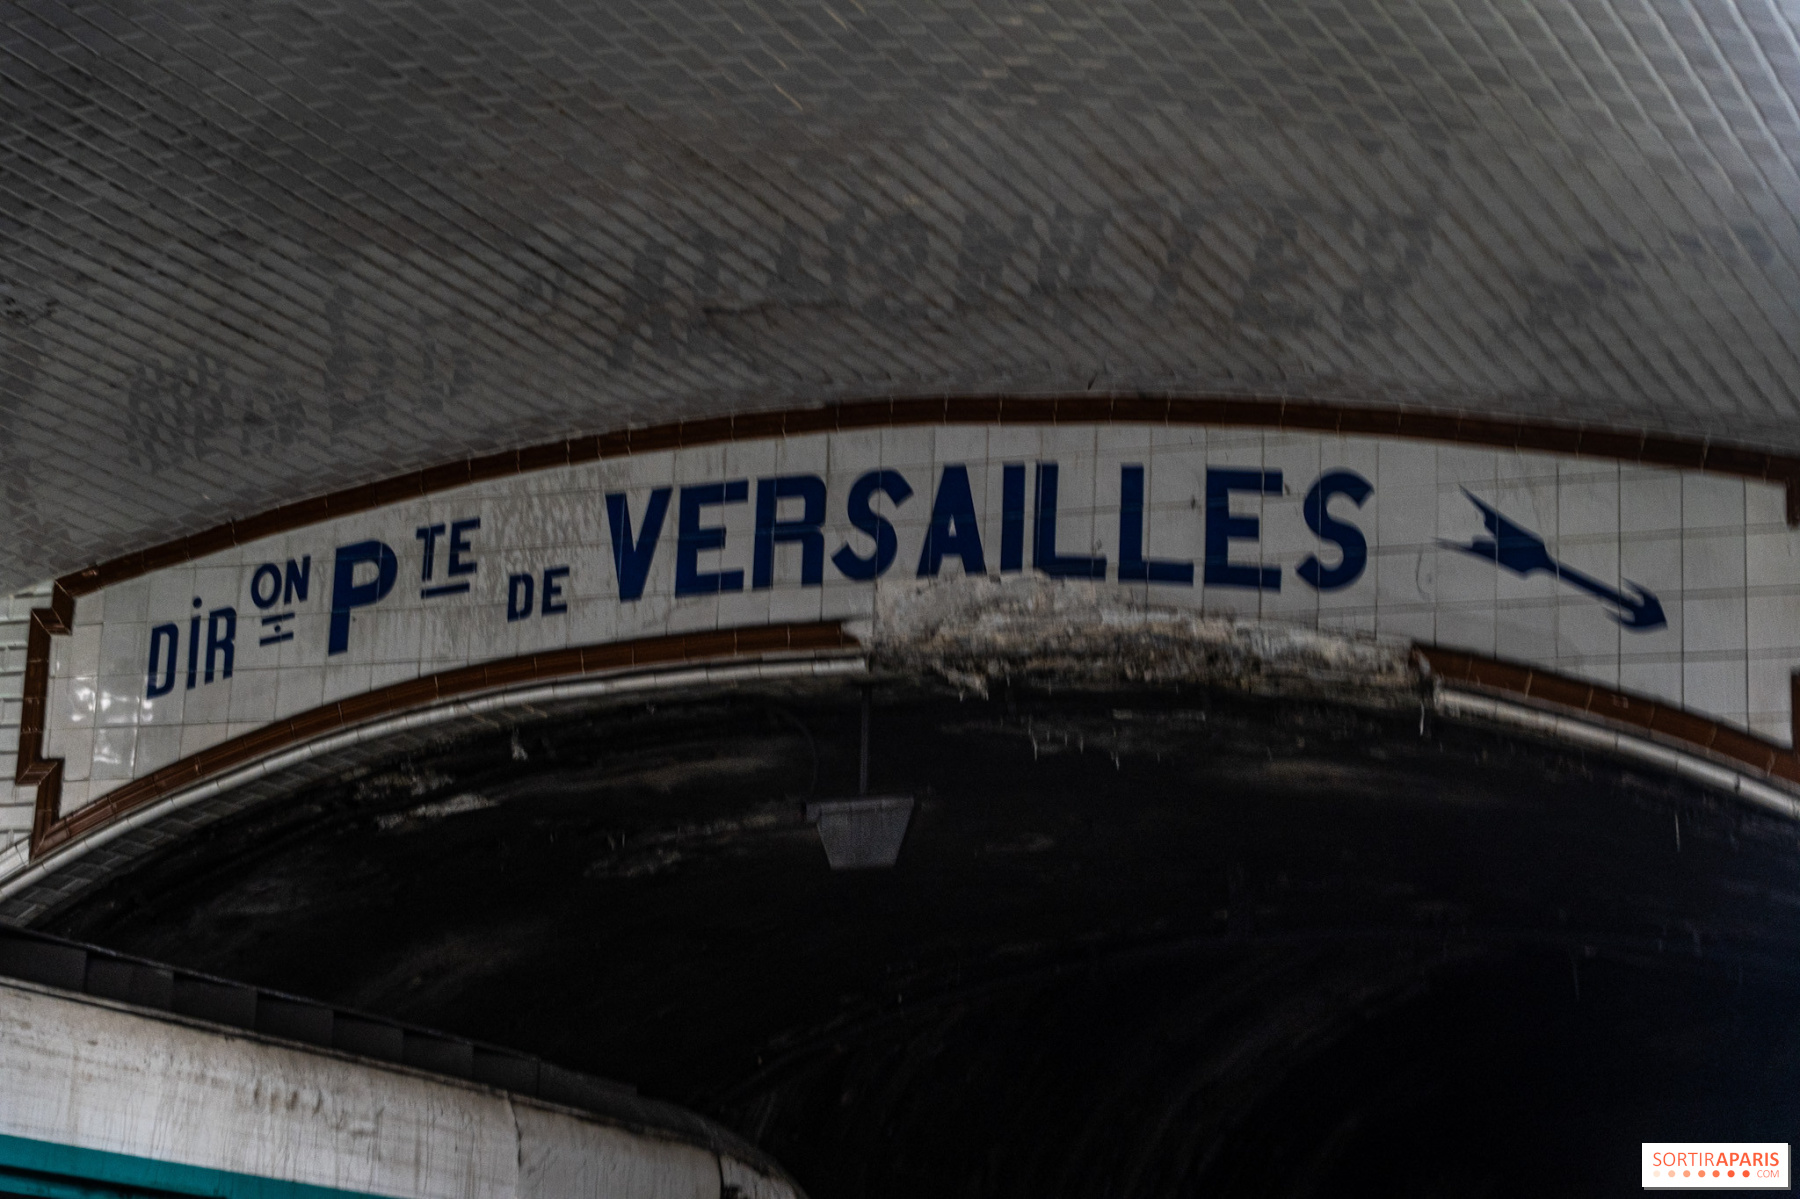 DiR ON PTE DE VERSAILLES
SORTIRAPARIS
.COM